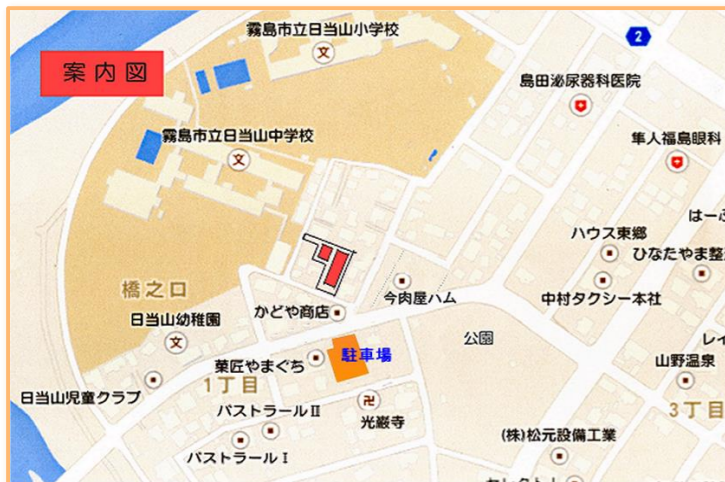 霧島市立日当山小学校
文
2
案内図
島田泌尿器科医院
霧島市立日当山中学校
文
隼人福島眼科
ハウス東郷
ひなたやま整
橋之口
今肉屋ハム
中村タクシー本社
かどや商店
日当山幼稚園
文
公園
駐車場
菓匠やまぐち
山野温泉
日当山児童クラブ
1丁目
パストラールⅡ
光巌寺
3丁目
パストラールⅠ
(株)松元設備工業